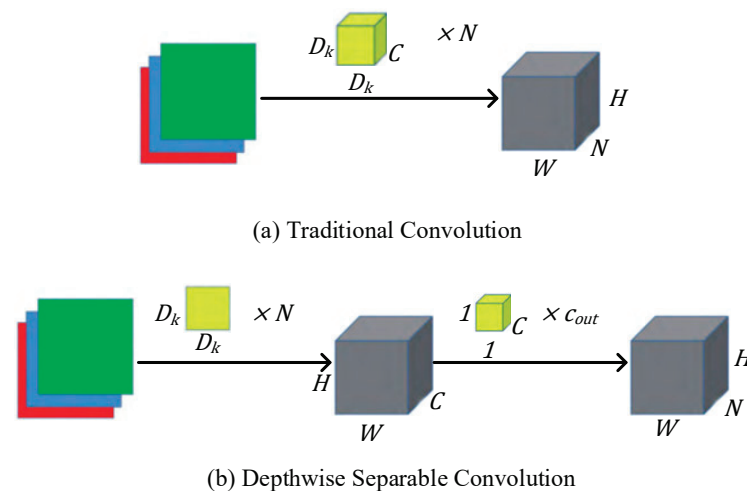 D_k C × N
D_k
H
N
W
(a) Traditional Convolution
D_k × N 1 C × c_out
D_k 1
H H
C N
W W
(b) Depthwise Separable Convolution